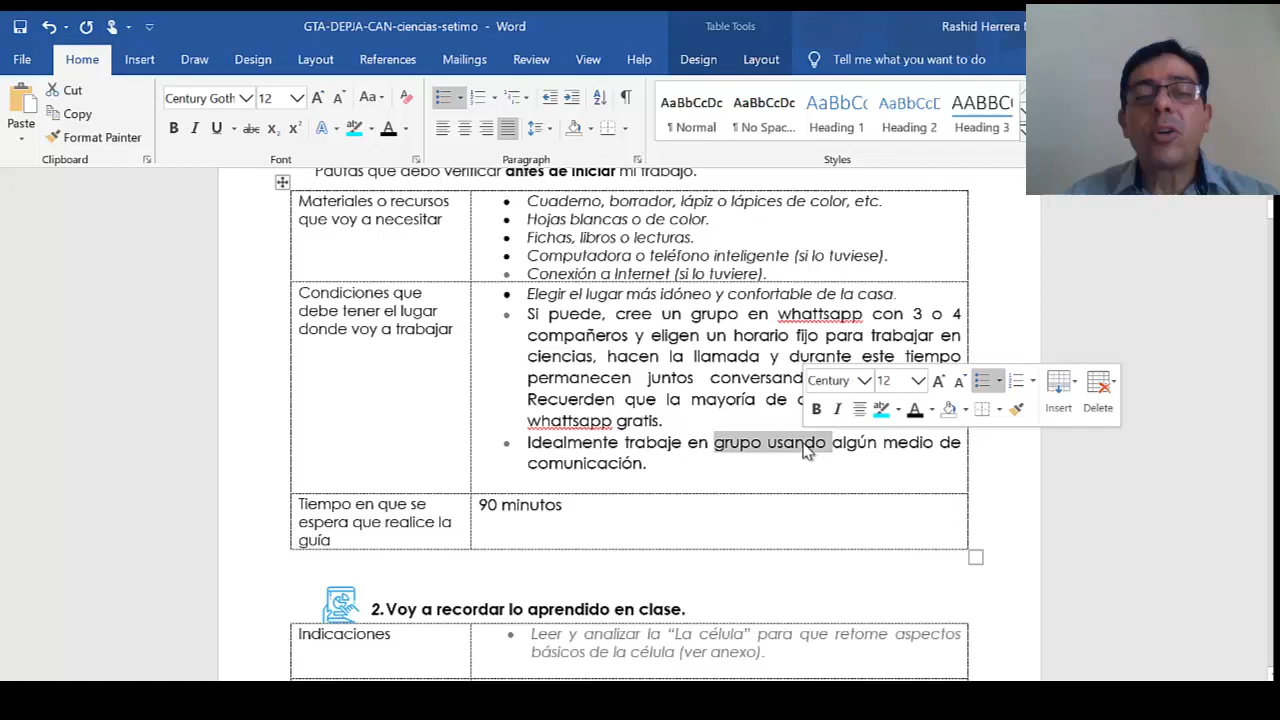 GTA-DEPJA-CAN-ciencias-setimo - Word
Table Tools
Rashid Herrera
File Home Insert Draw Design Layout References Mailings Review View Help Design Layout Tell me what you want to do
Paste
Cut
Copy
Format Painter
Clipboard
Century Goth 12
Aa
B I U abc x2 x2 A A
Font
Paragraph
AaBbCcDc AaBbCcDc AaBbCc AaBbCcD AABBC
¶ Normal ¶ No Spac... Heading 1 Heading 2 Heading 3
Styles
Pautas que debo verificar antes de iniciar mi trabajo.
Materiales o recursos
que voy a necesitar
• Cuaderno, borrador, lápiz o lápices de color, etc.
• Hojas blancas o de color.
• Fichas, libros o lecturas.
• Computadora o teléfono inteligente (si lo tuviese).
• Conexión a Internet (si lo tuviere).
Condiciones que
debe tener el lugar
donde voy a trabajar
• Elegir el lugar más idóneo y confortable de la casa.
• Si puede, cree un grupo en whattsapp con 3 o 4
compañeros y eligen un horario fijo para trabajar en
ciencias, hacen la llamada y durante este tiempo
permanecen juntos
Recuerden que la mayoría de
whattsapp gratis.
• Idealmente trabaje en grupo usando algún medio de
comunicación.
Century 12
B I A
Insert Delete
Tiempo en que se
espera que realice la
guía
90 minutos
2. Voy a recordar lo aprendido en clase.
Indicaciones
• Leer y analizar la “La célula” para que retome aspectos
básicos de la célula (ver anexo).